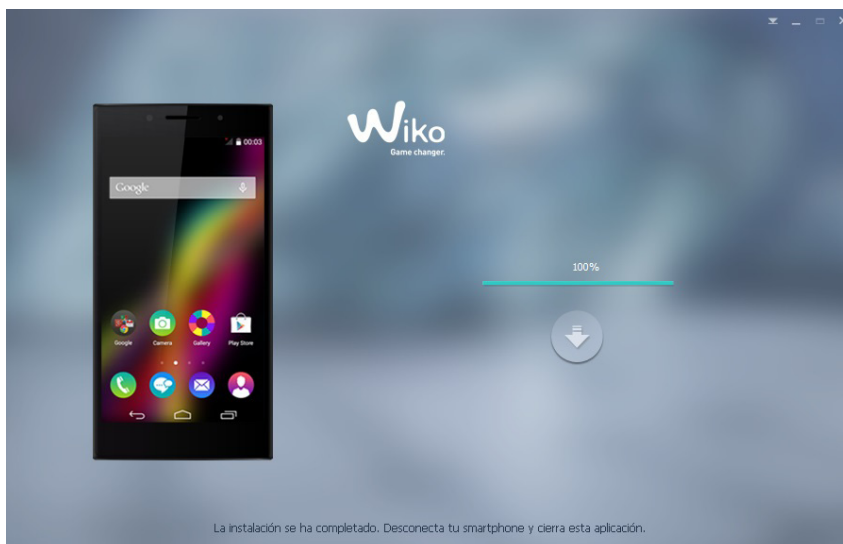 Wiko
Game changer.
00:03
Google
100%
Google
Camera
Gallery
Play Store
La instalación se ha completado. Desconecta tu smartphone y cierra esta aplicación.